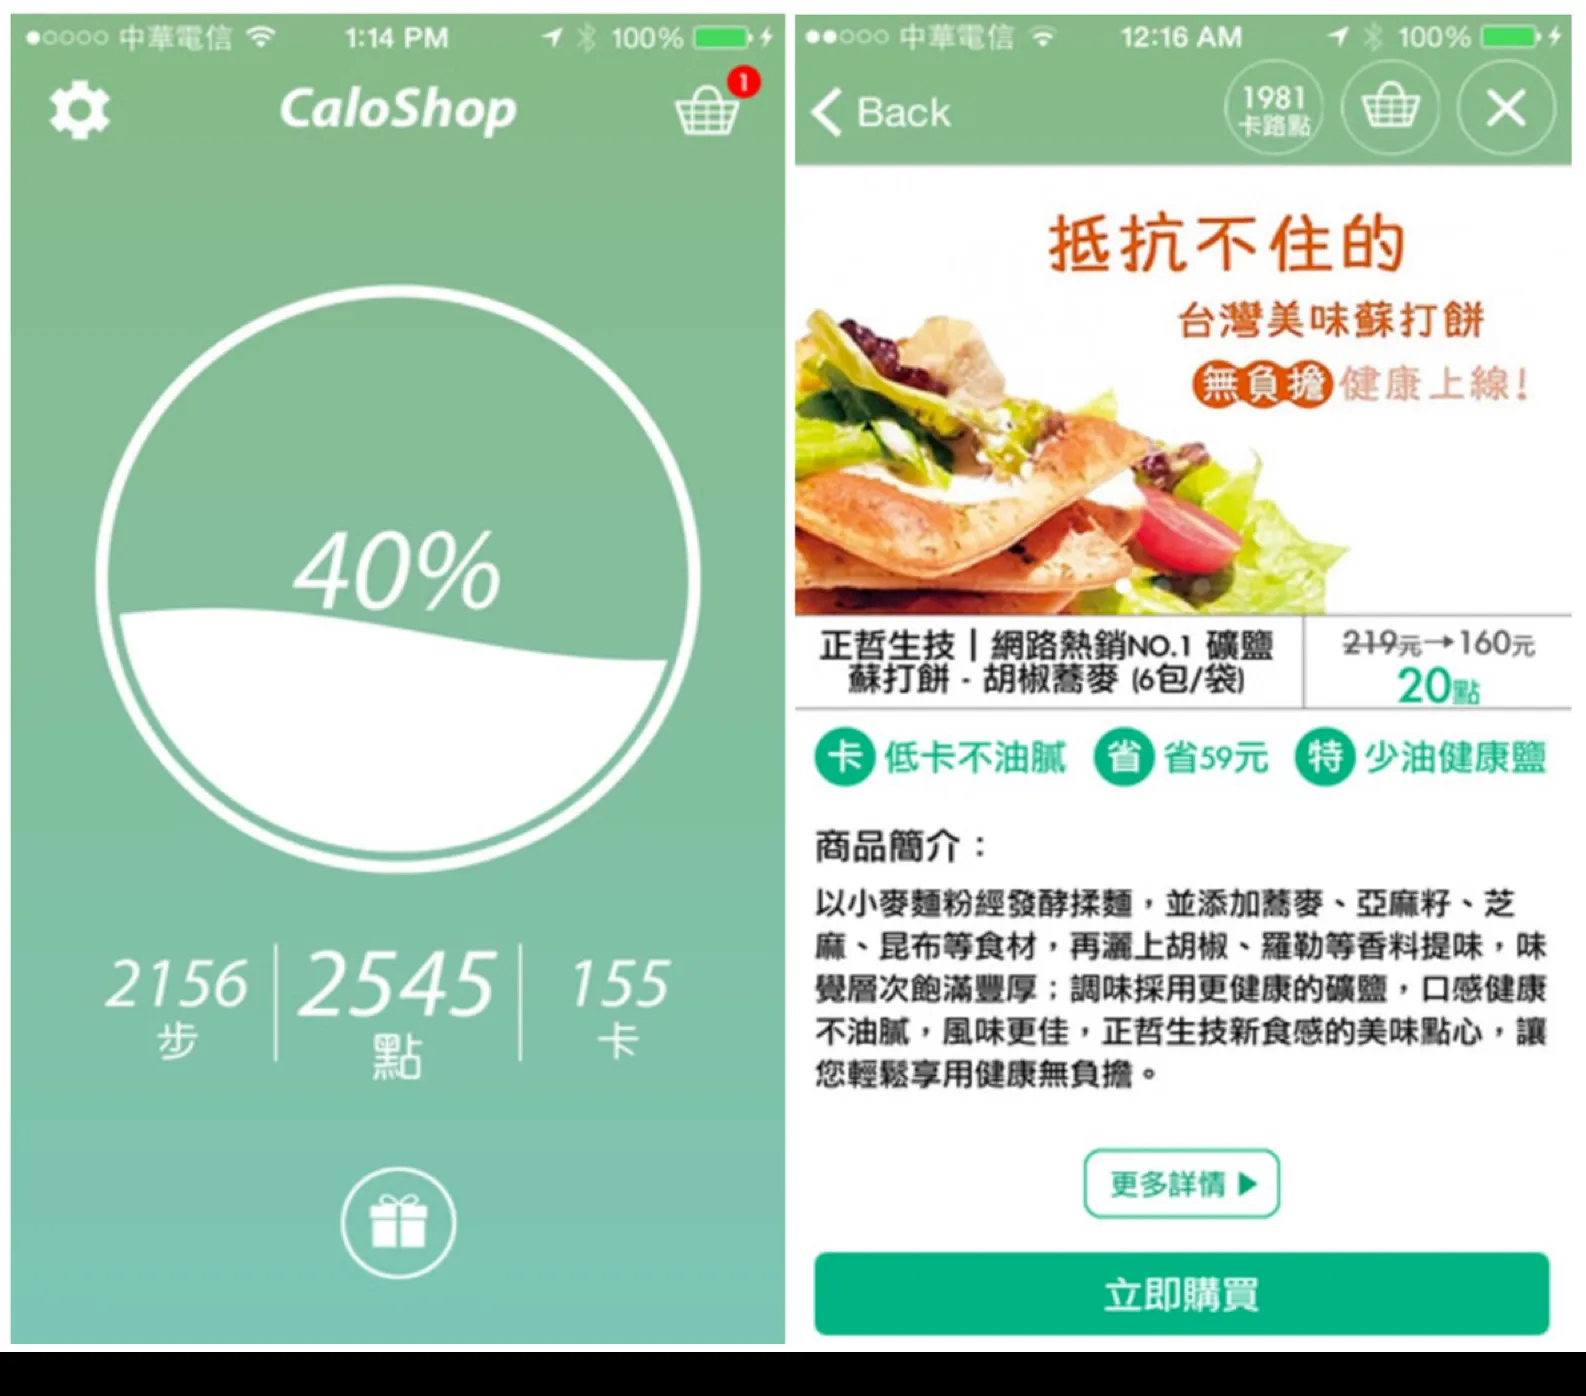 中華電信
1:14 PM
100%
CaloShop
1
40%
2156
步
2545
點
155
卡
中華電信
12:16 AM
100%
Back
1981
卡路點
抵抗不住的
台灣美味蘇打餅
無負擔健康上線!
正哲生技|網路熱銷NO.1 礦鹽
蘇打餅 - 胡椒蕎麥 (6包/袋)
219元→160元
20點
卡 低卡不油膩
省 省59元
特 少油健康鹽
商品簡介：
以小麥麵粉經發酵揉麵，並添加蕎麥、亞麻籽、芝
麻、昆布等食材，再灑上胡椒、羅勒等香料提味，味
覺層次飽滿豐厚；調味採用更健康的礦鹽，口感健康
不油膩，風味更佳，正哲生技新食感的美味點心，讓
您輕鬆享用健康無負擔。
更多詳情
立即購買